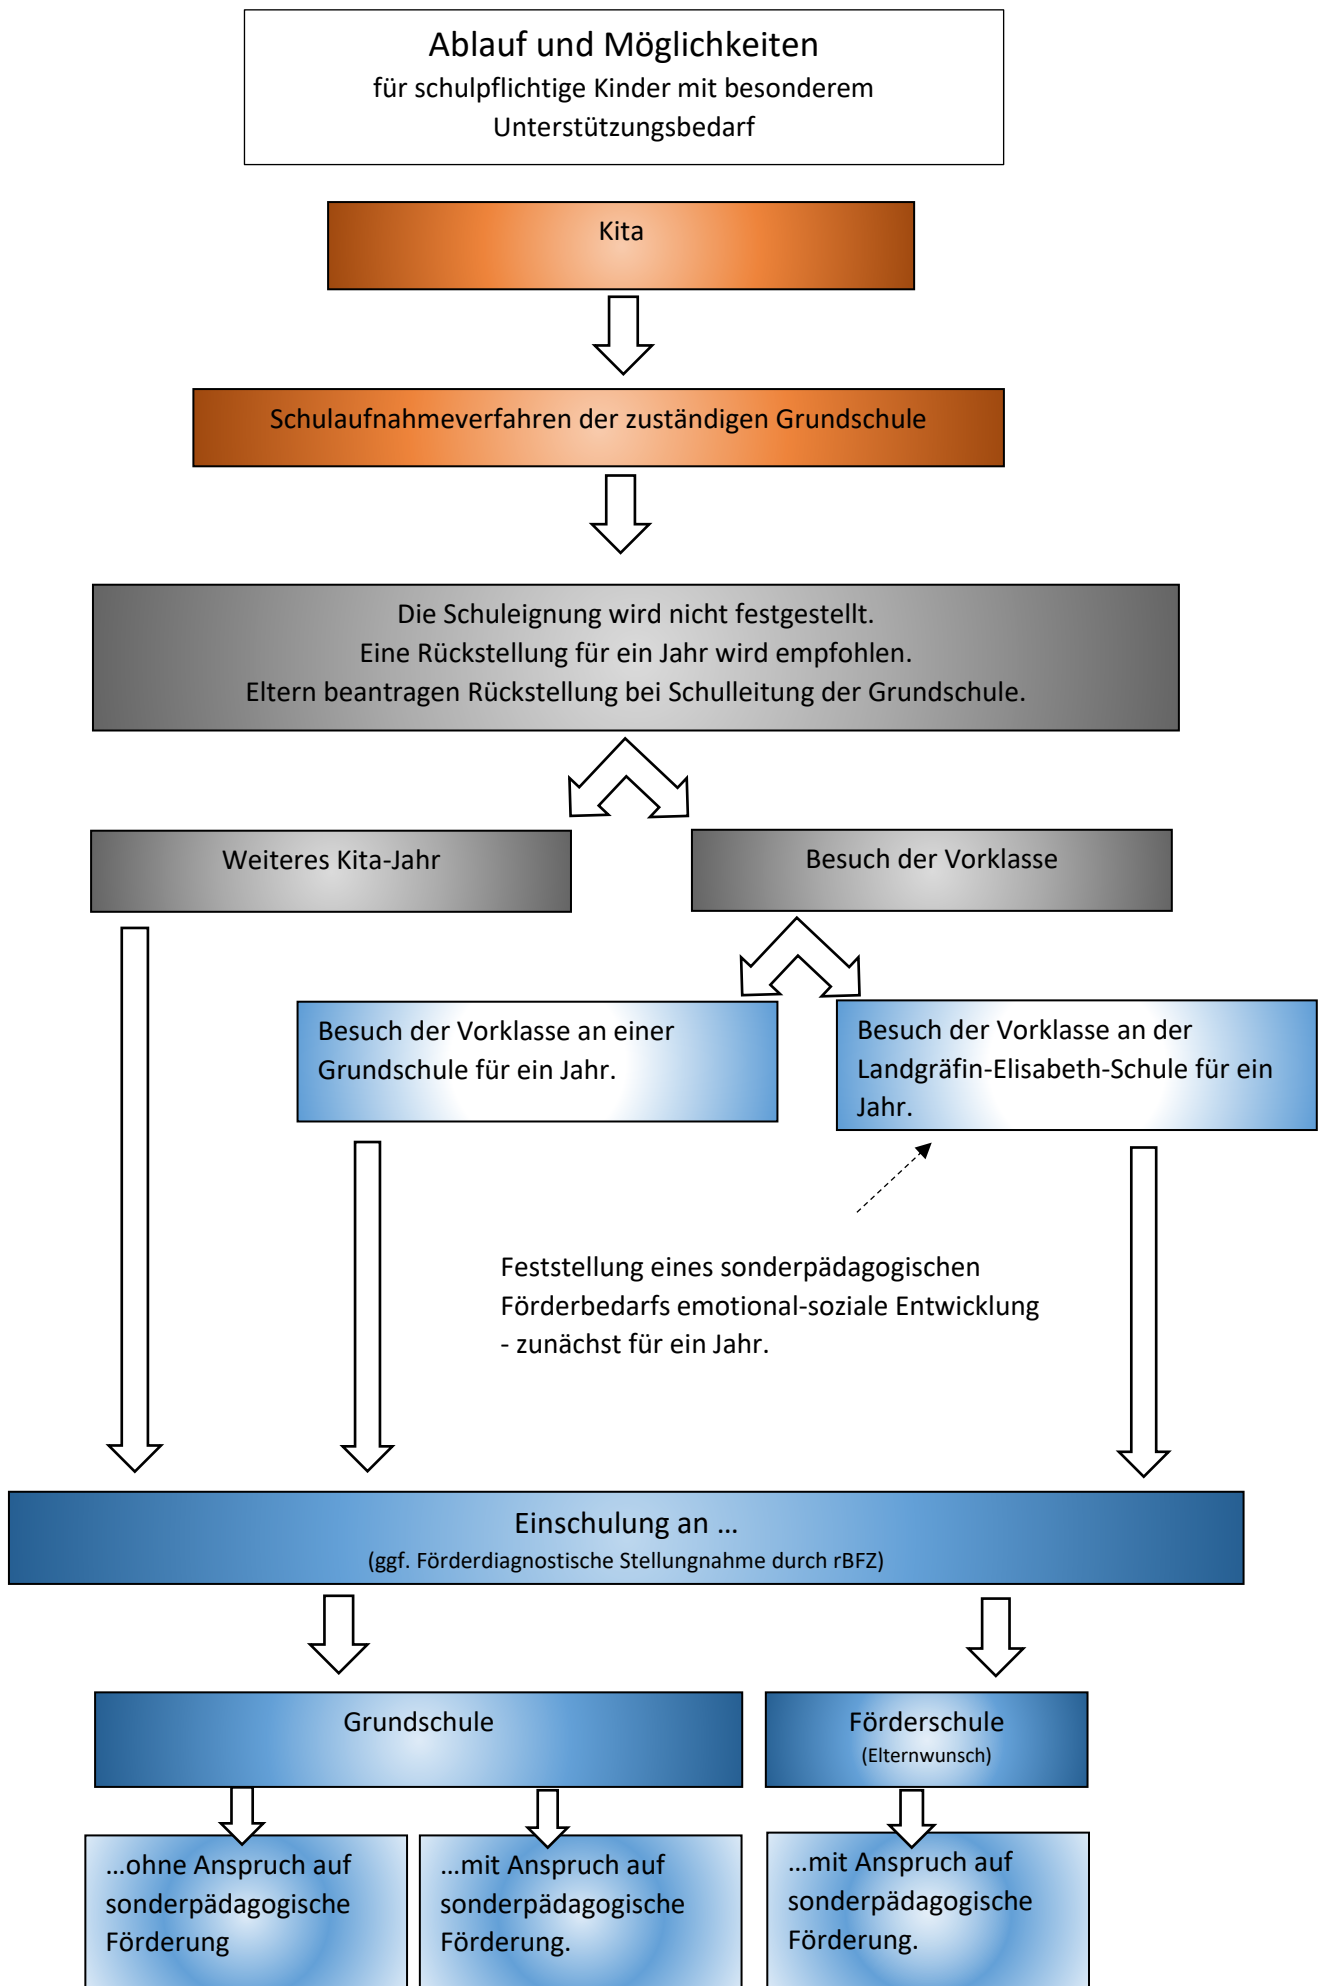 Ablauf und Möglichkeiten
für schulpflichtige Kinder mit besonderem
Unterstützungsbedarf
Kita
Schulaufnahmeverfahren der zuständigen Grundschule
Die Schuleignung wird nicht festgestellt.
Eine Rückstellung für ein Jahr wird empfohlen.
Eltern beantragen Rückstellung bei Schulleitung der Grundschule.
Weiteres Kita-Jahr
Besuch der Vorklasse
Besuch der Vorklasse an einer
Grundschule für ein Jahr.
Besuch der Vorklasse an der
Landgräfin-Elisabeth-Schule für ein
Jahr.
Feststellung eines sonderpädagogischen
Förderbedarfs emotional-soziale Entwicklung
- zunächst für ein Jahr.
Einschulung an ...
(ggf. Förderdiagnostische Stellungnahme durch rBFZ)
Grundschule
Förderschule
(Elternwunsch)
...ohne Anspruch auf
sonderpädagogische
Förderung
...mit Anspruch auf
sonderpädagogische
Förderung.
...mit Anspruch auf
sonderpädagogische
Förderung.